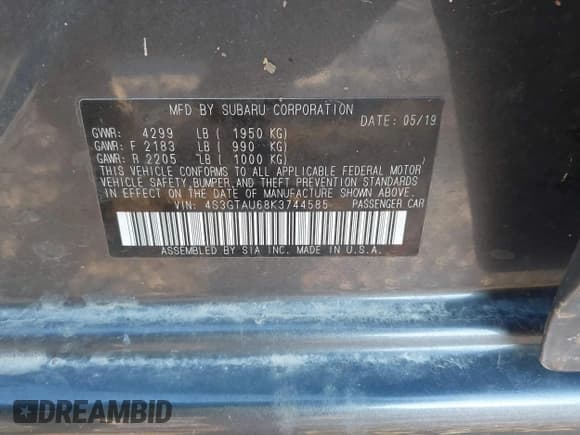 MFD BY SUBARU CORPORATION
DATE: 05/19
GVWR: 4299 LB ( 1950 KG)
GAWR: F 2183 LB ( 990 KG)
GAWR: R 2205 LB ( 1000 KG) )
THIS VEHICLE CONFORMS TO ALL APPLICABLE FEDERAL MOTOR
VEHICLE SAFETY, BUMPER, AND THEFT PREVENTION STANDARDS
IN EFFECT ON THE DATE OF MANUFACTURE SHOWN ABOVE.
VIN: 4S3GTAU68K3744585 PASSENGER CAR
ASSEMBLED BY SIA INC. MADE IN U.S.A.
DREAMBID